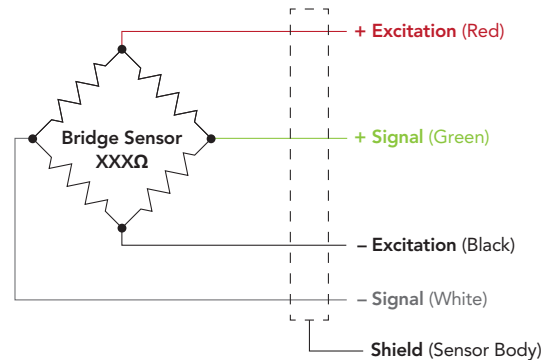 + Excitation (Red)
Bridge Sensor
XXXΩ
+ Signal (Green)
– Excitation (Black)
– Signal (White)
Shield (Sensor Body)